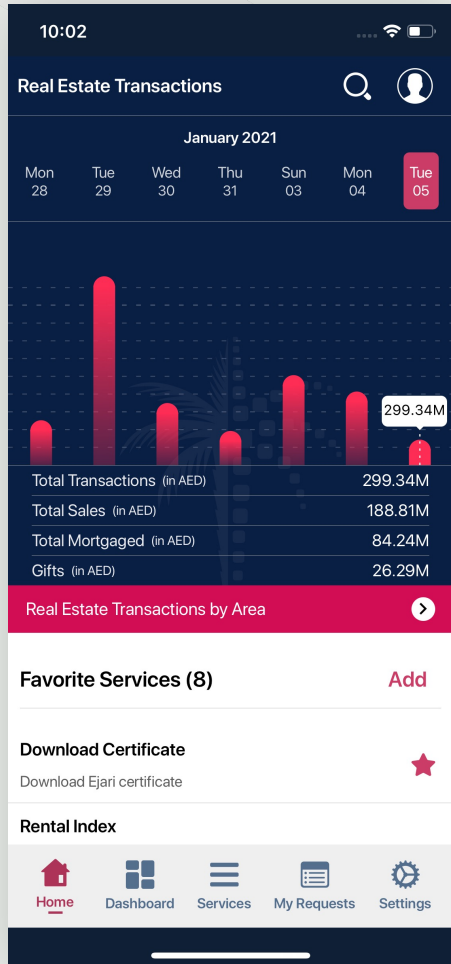 10:02
Real Estate Transactions
January 2021
Mon Tue Wed Thu Sun Mon Tue
28 29 30 31 03 04 05
299.34M
Total Transactions (in AED) 299.34M
Total Sales (in AED) 188.81M
Total Mortgaged (in AED) 84.24M
Gifts (in AED) 26.29M
Real Estate Transactions by Area
Favorite Services (8) Add
Download Certificate
Download Ejari certificate
Rental Index
Home Dashboard Services My Requests Settings